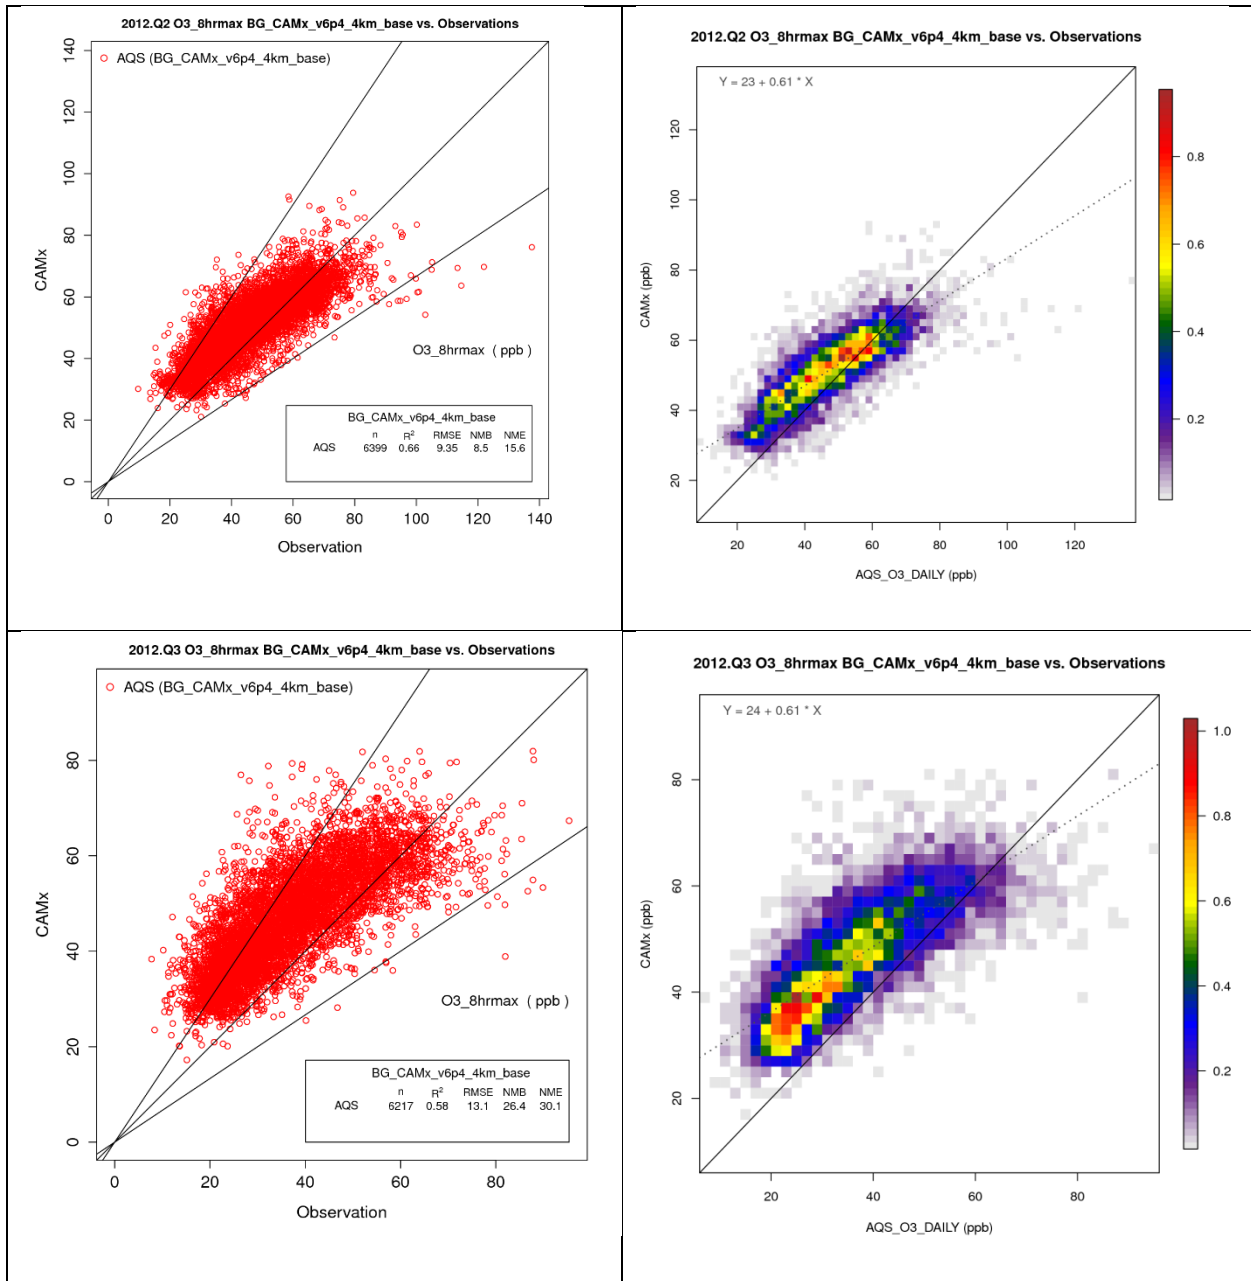 2012.Q2 O3_8hrmax BG_CAMx_v6p4_4km_base vs. Observations
AQS (BG_CAMx_v6p4_4km_base)
140
120
100
80
60
40
20
0
CAMx
O3_8hrmax ( ppb )
BG_CAMx_v6p4_4km_base
n R² RMSE NMB NME
AQS 6399 0.66 9.35 8.5 15.6
0 20 40 60 80 100 120 140
Observation
2012.Q2 O3_8hrmax BG_CAMx_v6p4_4km_base vs. Observations
Y = 23 + 0.61 * X
120
100
80
60
40
20
CAMx (ppb)
20 40 60 80 100 120
AQS_O3_DAILY (ppb)
0.8
0.6
0.4
0.2
2012.Q3 O3_8hrmax BG_CAMx_v6p4_4km_base vs. Observations
AQS (BG_CAMx_v6p4_4km_base)
80
60
40
20
0
CAMx
O3_8hrmax ( ppb )
BG_CAMx_v6p4_4km_base
n R² RMSE NMB NME
AQS 6217 0.58 13.1 26.4 30.1
0 20 40 60 80
Observation
2012.Q3 O3_8hrmax BG_CAMx_v6p4_4km_base vs. Observations
Y = 24 + 0.61 * X
80
60
40
20
CAMx (ppb)
20 40 60 80
AQS_O3_DAILY (ppb)
1.0
0.8
0.6
0.4
0.2